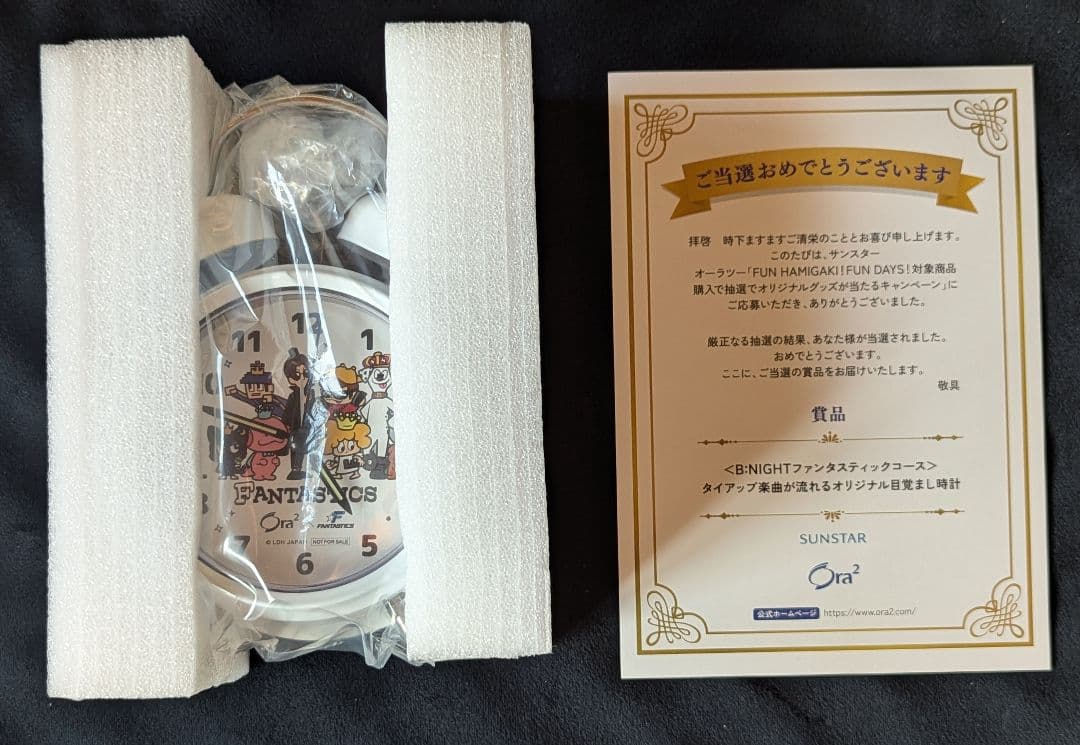 11
12
1
FANTASTICS
Ora2 × FANTASTICS
© LDH JAPAN NOT FOR SALE
8
7
6
5
ご当選おめでとうございます
拝啓 時下ますますご清栄のこととお喜び申し上げます。
このたびは、サンスター
オーラツー「FUN HAMIGAKI!FUN DAYS!対象商品
購入で抽選でオリジナルグッズが当たるキャンペーン」に
ご応募いただき、ありがとうございました。
厳正なる抽選の結果、あなた様が当選されました。
おめでとうございます。
ここに、ご当選の賞品をお届けいたします。
敬具
賞品
<B:NIGHTファンタスティックコース>
タイアップ楽曲が流れるオリジナル目覚まし時計
SUNSTAR
Ora2
公式ホームページ https://www.ora2.com/